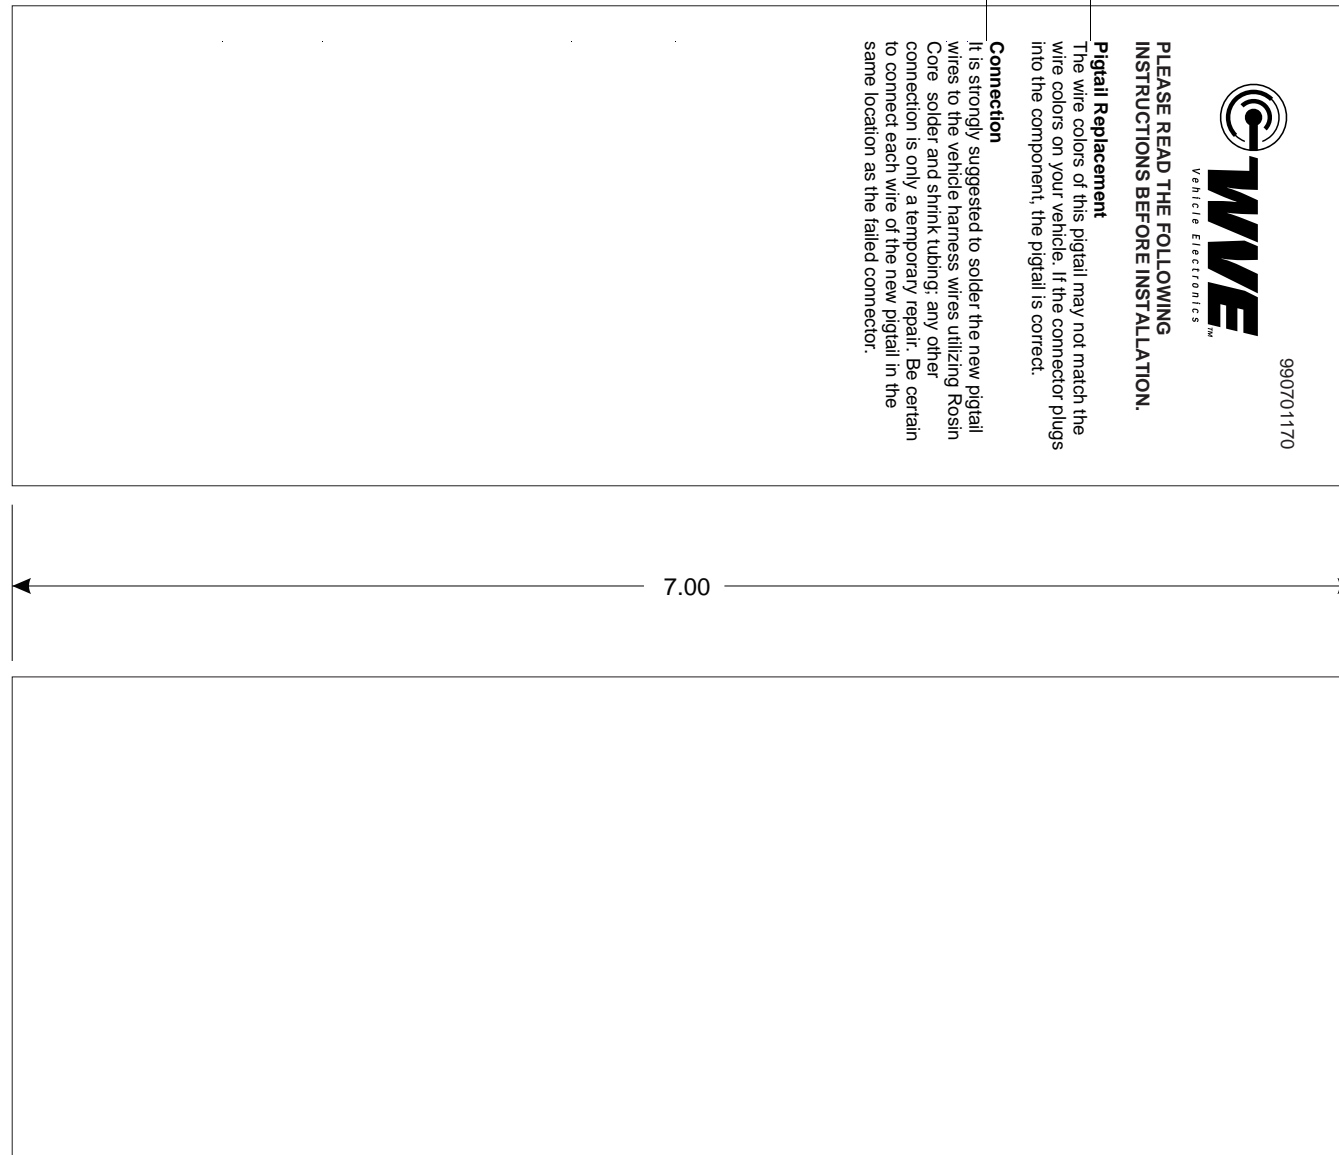 990701170
WVE™
Vehicle Electronics
PLEASE READ THE FOLLOWING
INSTRUCTIONS BEFORE INSTALLATION.
Pigtail Replacement
The wire colors of this pigtail may not match the
wire colors on your vehicle. If the connector plugs
into the component, the pigtail is correct.
Connection
It is strongly suggested to solder the new pigtail
wires to the vehicle harness wires utilizing Rosin
Core solder and shrink tubing; any other
connection is only a temporary repair. Be certain
to connect each wire of the new pigtail in the
same location as the failed connector.
7.00